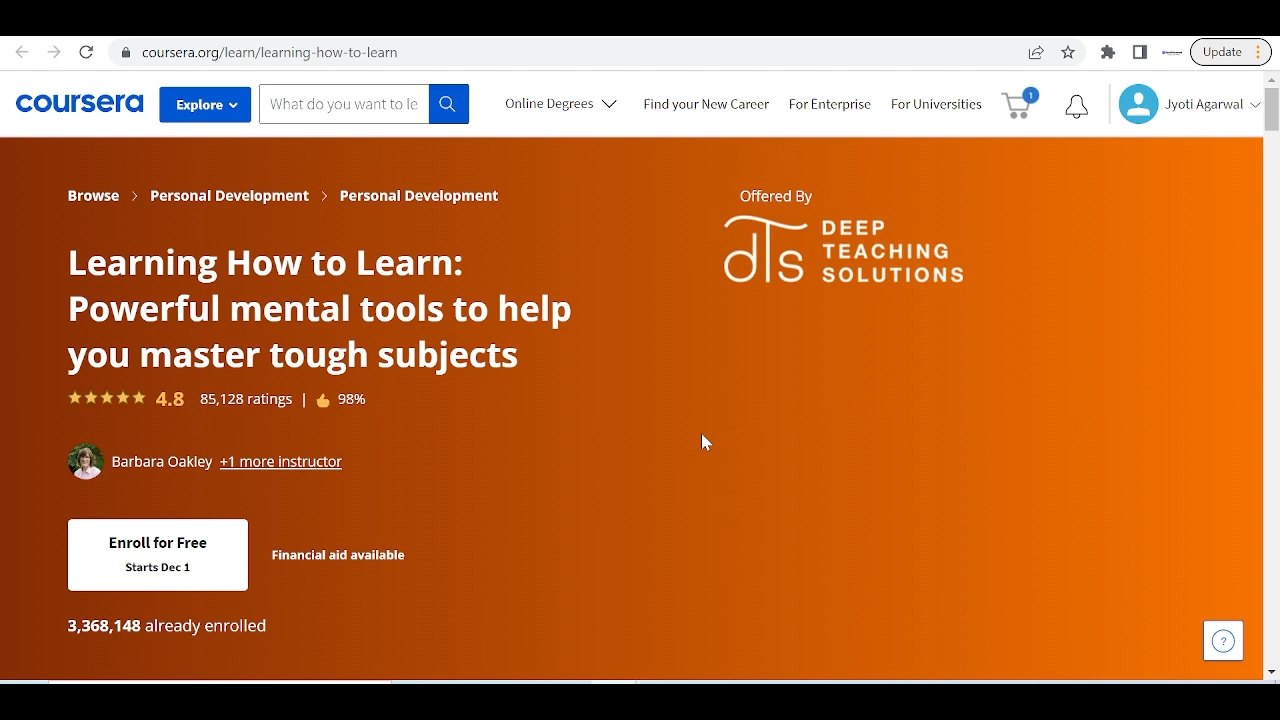 coursera.org/learn/learning-how-to-learn
Update
coursera
Explore
What do you want to le
Online Degrees
Find your New Career
For Enterprise
For Universities
1
Jyoti Agarwal
Browse > Personal Development > Personal Development
Offered By
dTs DEEP TEACHING SOLUTIONS
Learning How to Learn:
Powerful mental tools to help
you master tough subjects
4.8 85,128 ratings | 98%
Barbara Oakley +1 more instructor
Enroll for Free
Starts Dec 1
Financial aid available
3,368,148 already enrolled
?